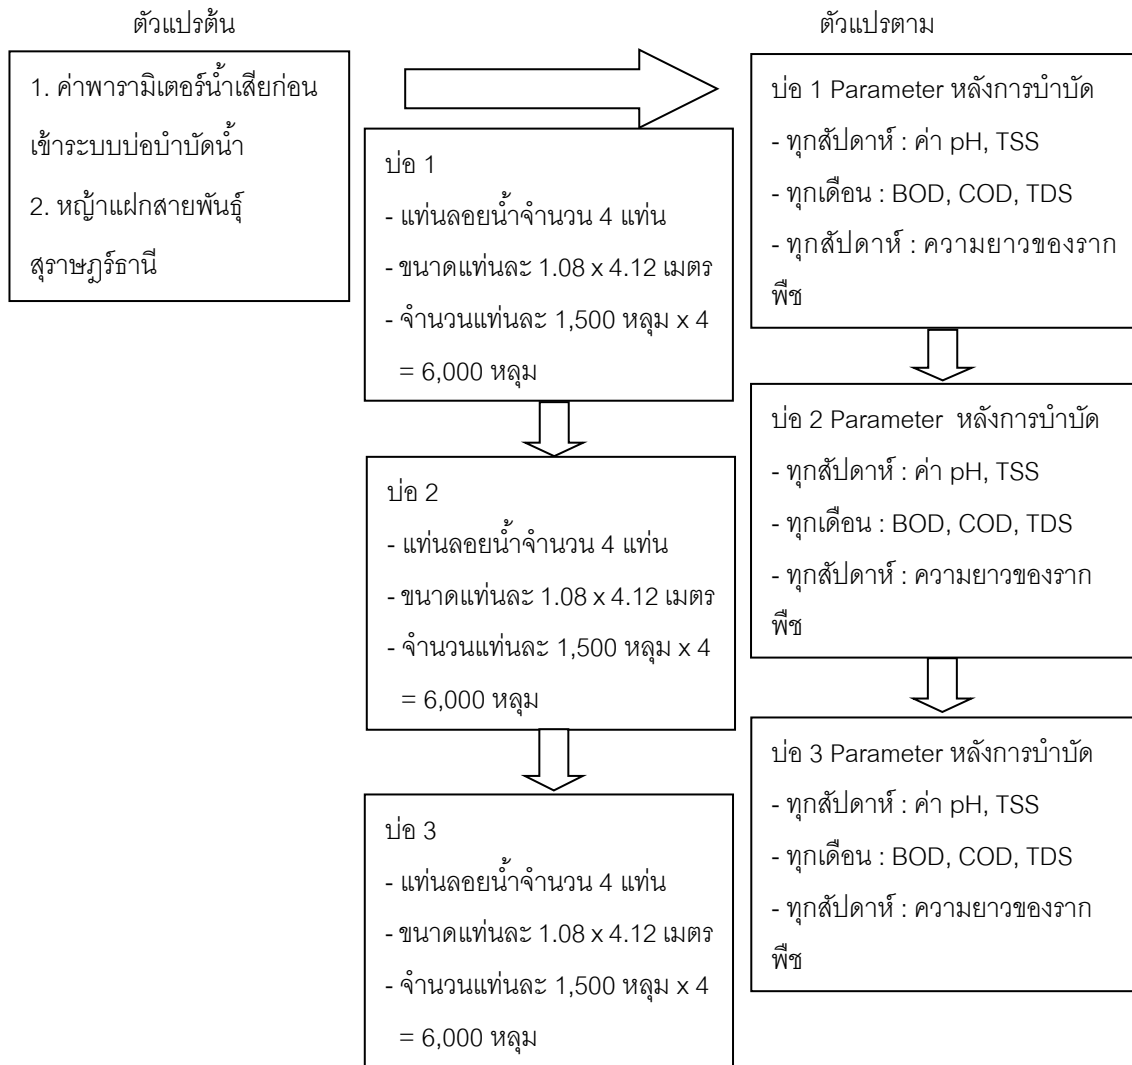 ตัวแปรต้น
ตัวแปรตาม
1. ค่าพารามิเตอร์น้ำเสียก่อน
เข้าระบบบ่อบำบัดน้ำ
2. หญ้าแฝกสายพันธุ์
สุราษฎร์ธานี
บ่อ 1
- แท่นลอยน้ำจำนวน 4 แท่น
- ขนาดแท่นละ 1.08 x 4.12 เมตร
- จำนวนแท่นละ 1,500 หลุม x 4
= 6,000 หลุม
บ่อ 2
- แท่นลอยน้ำจำนวน 4 แท่น
- ขนาดแท่นละ 1.08 x 4.12 เมตร
- จำนวนแท่นละ 1,500 หลุม x 4
= 6,000 หลุม
บ่อ 3
- แท่นลอยน้ำจำนวน 4 แท่น
- ขนาดแท่นละ 1.08 x 4.12 เมตร
- จำนวนแท่นละ 1,500 หลุม x 4
= 6,000 หลุม
บ่อ 1 Parameter หลังการบำบัด
- ทุกสัปดาห์ : ค่า pH, TSS
- ทุกเดือน : BOD, COD, TDS
- ทุกสัปดาห์ : ความยาวของราก
พืช
บ่อ 2 Parameter หลังการบำบัด
- ทุกสัปดาห์ : ค่า pH, TSS
- ทุกเดือน : BOD, COD, TDS
- ทุกสัปดาห์ : ความยาวของราก
พืช
บ่อ 3 Parameter หลังการบำบัด
- ทุกสัปดาห์ : ค่า pH, TSS
- ทุกเดือน : BOD, COD, TDS
- ทุกสัปดาห์ : ความยาวของราก
พืช